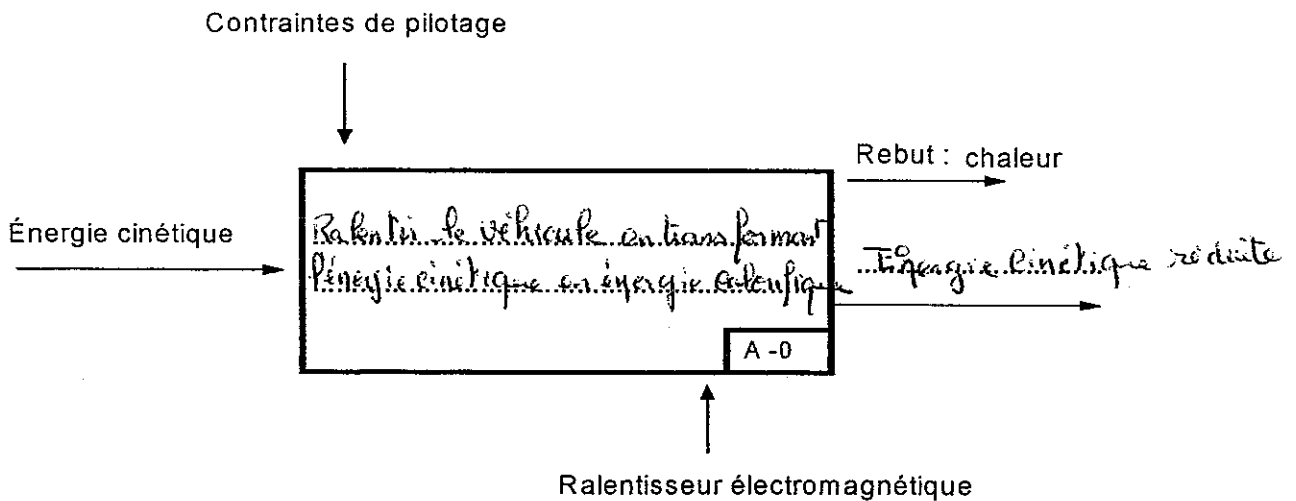 Contraintes de pilotage
Rebut : chaleur
Énergie cinétique
Ralentir le véhicule en transformant
l'énergie cinétique en énergie calorifique
Énergie Cinétique réduite
A -0
Ralentisseur électromagnétique